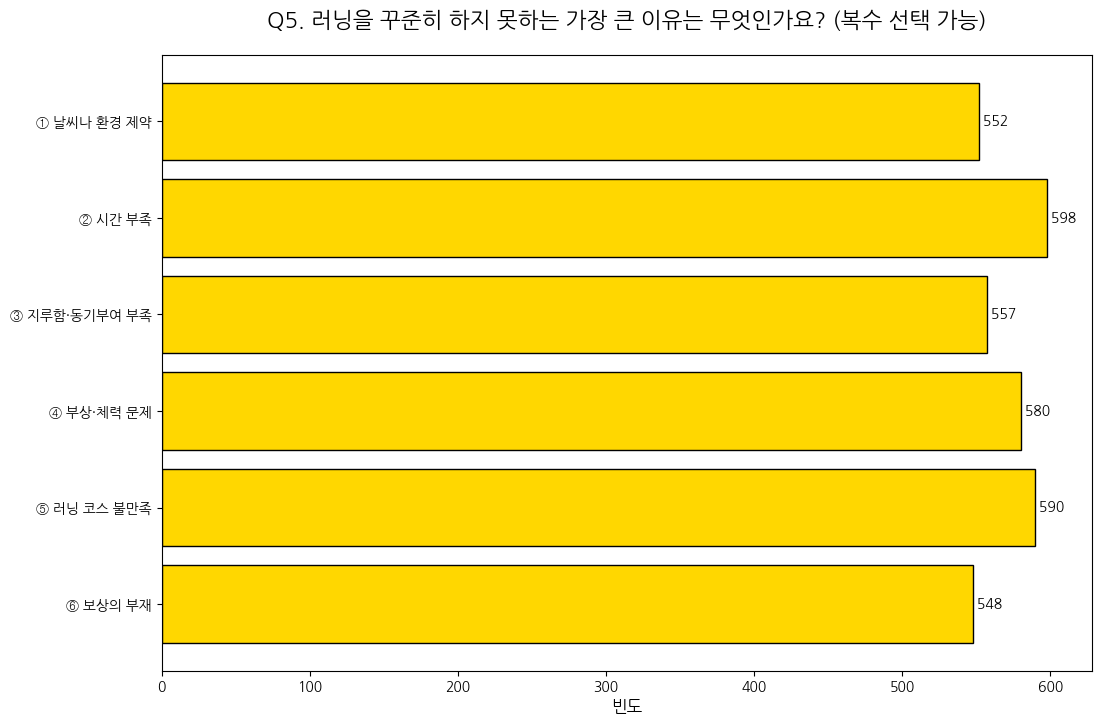 Q5. 러닝을 꾸준히 하지 못하는 가장 큰 이유는 무엇인가요? (복수 선택 가능)
① 날씨나 환경 제약
552
② 시간 부족
598
③ 지루함·동기부여 부족
557
④ 부상·체력 문제
580
⑤ 러닝 코스 불만족
590
⑥ 보상의 부재
548
0 100 200 300 400 500 600
빈도